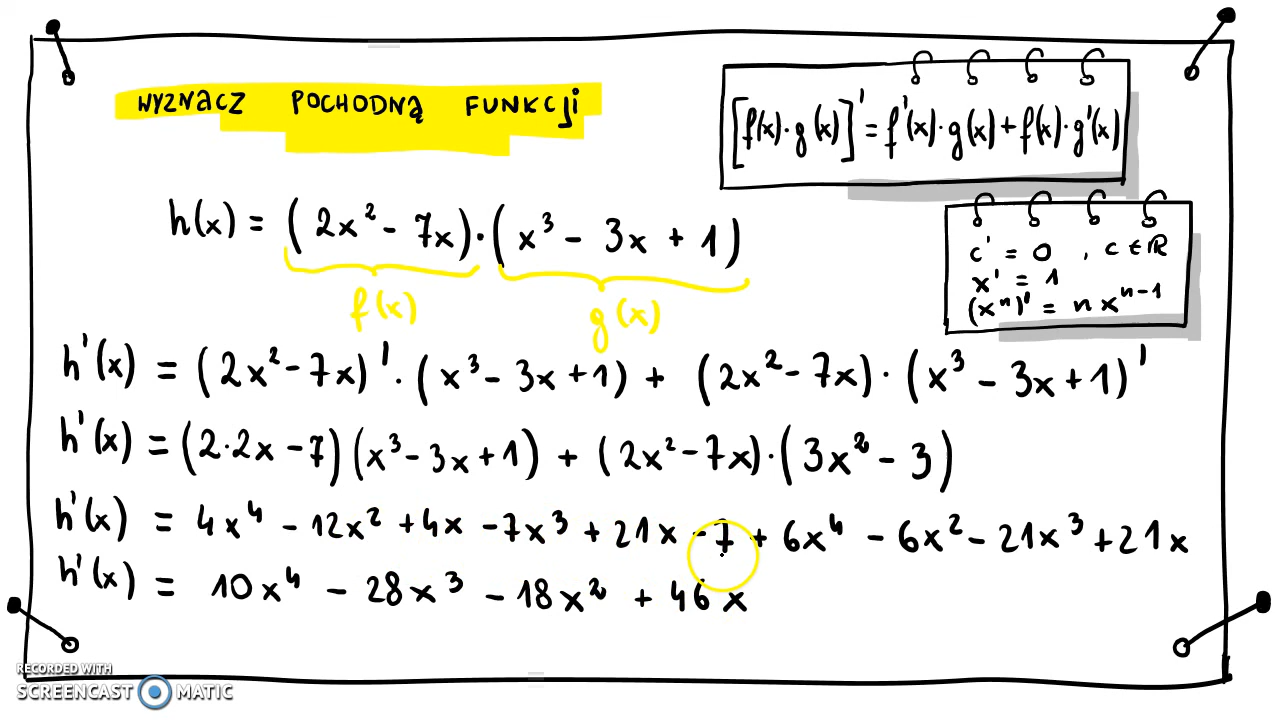 WYZNACZ POCHODNĄ FUNKCJI
[f(x)·g(x)]' = f'(x)·g(x)+f(x)·g'(x)
h(x) = (2x² - 7x)·(x³ - 3x + 1)
f(x) g(x)
c' = 0 , c ∈ ℝ
x' = 1
(xⁿ)' = n xⁿ⁻¹
h'(x) = (2x²-7x)'·(x³-3x+1) + (2x²-7x)·(x³-3x+1)'
h'(x) = (2·2x-7)(x³-3x+1) + (2x²-7x)·(3x²-3)
h'(x) = 4x⁴ - 12x² + 4x - 7x³ + 21x - 7 + 6x⁴ - 6x² - 21x³ + 21x
h'(x) = 10x⁴ - 28x³ - 18x² + 46x
RECORDED WITH
SCREENCAST MATIC